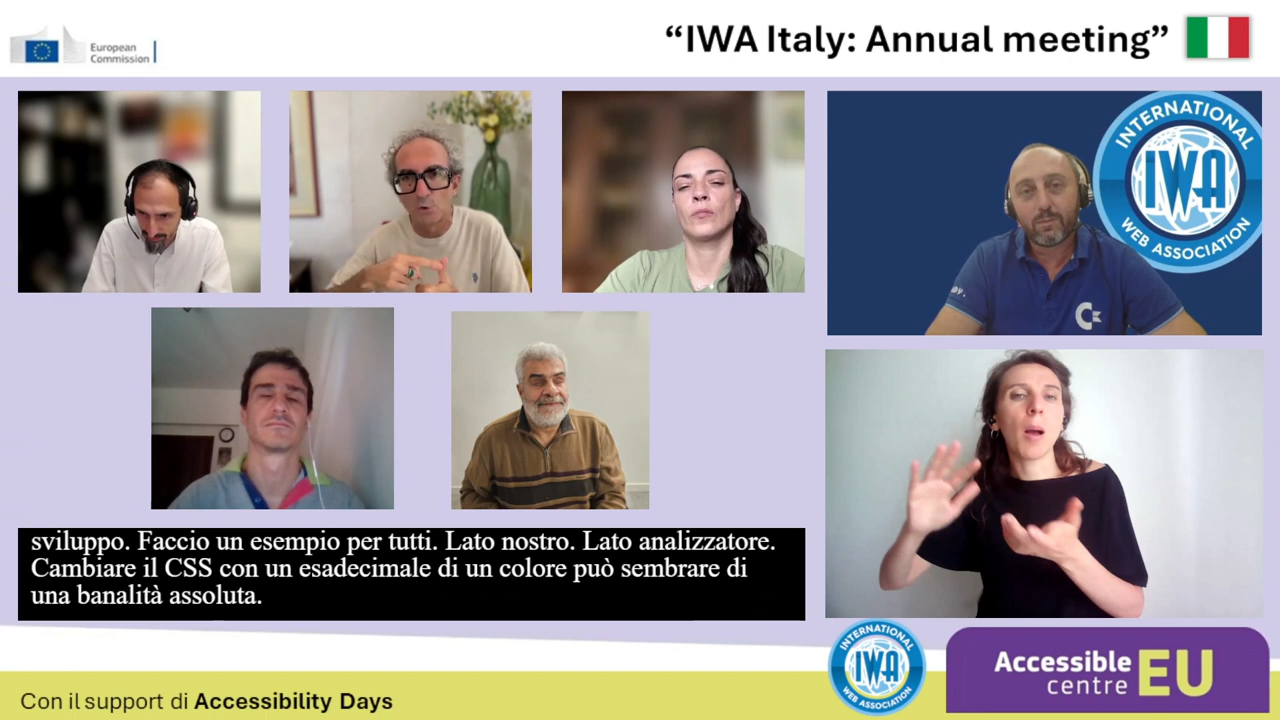 European
Commission
“IWA Italy: Annual meeting”
INTERNATIONAL
IWA
WEB ASSOCIATION
sviluppo. Faccio un esempio per tutti. Lato nostro. Lato analizzatore.
Cambiare il CSS con un esadecimale di un colore può sembrare di
una banalità assoluta.
INTERNATIONAL
IWA
WEB ASSOCIATION
Accessible
centre EU
Con il support di Accessibility Days